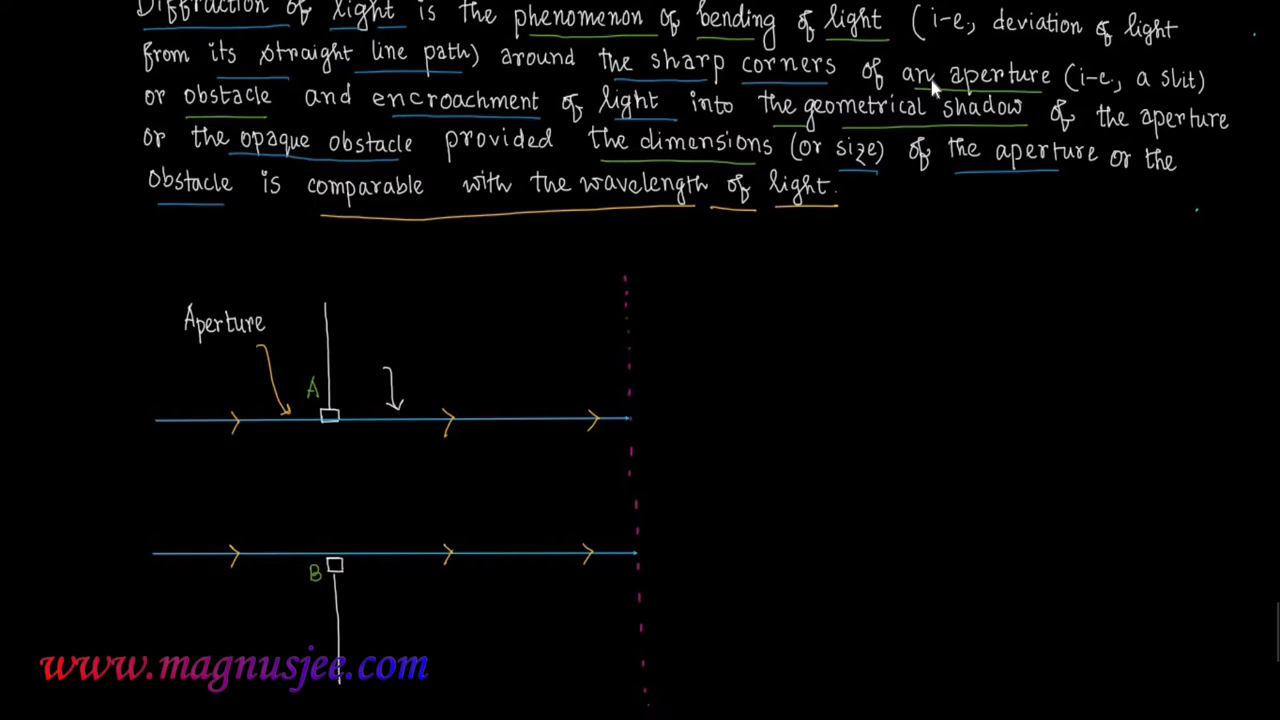 Diffraction of light is the phenomenon of bending of light (i-e, deviation of light
from its straight line path) around the sharp corners of an aperture (i-e, a slit)
or obstacle and encroachment of light into the geometrical shadow of the aperture
or the opaque obstacle provided the dimensions (or size) of the aperture or the
obstacle is comparable with the wavelength of light.
Aperture
A
B
www.magnusjee.com